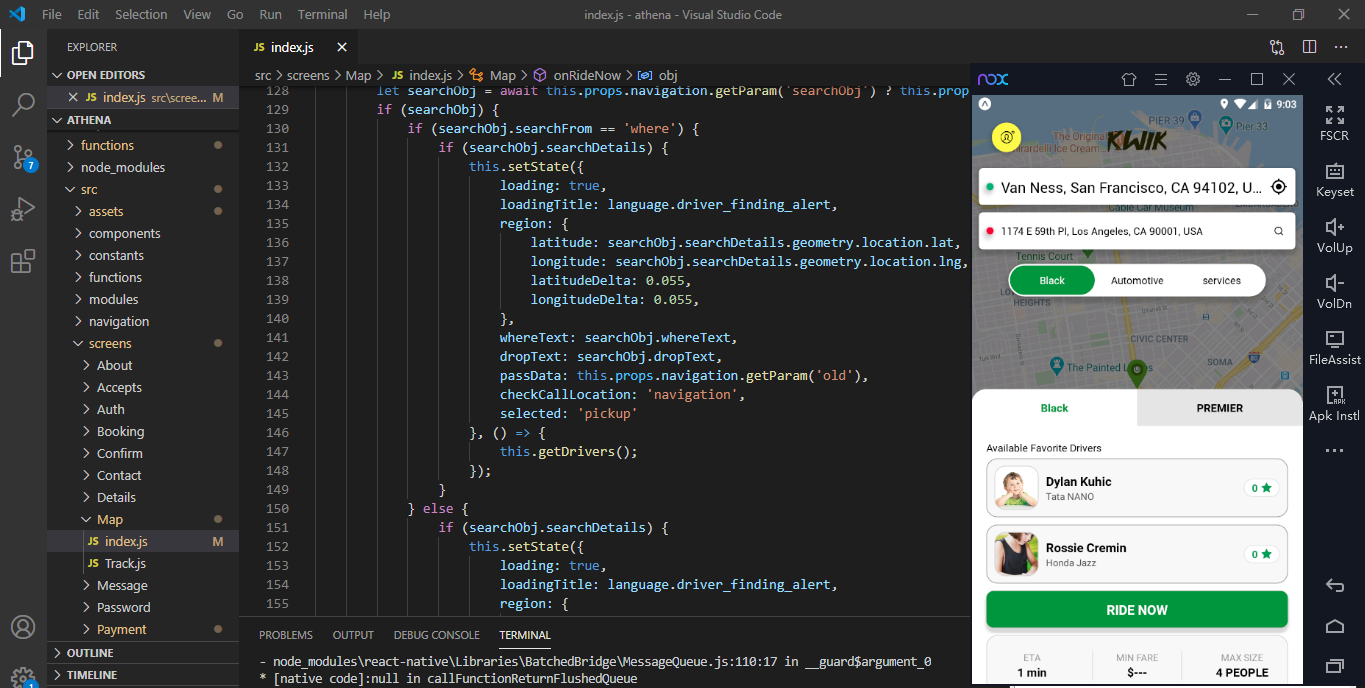 File Edit Selection View Go Run Terminal Help
index.js - athena - Visual Studio Code
EXPLORER
OPEN EDITORS
JS index.js src\scree... M
ATHENA
functions
node_modules
src
assets
components
constants
functions
modules
navigation
screens
About
Accepts
Auth
Booking
Confirm
Contact
Details
Map
JS index.js M
JS Track.js
Message
Password
Payment
OUTLINE
TIMELINE
7
1
JS index.js
src > screens > Map > JS index.js > Map > onRideNow > obj
128 let searchObj = await this.props.navigation.getParam('searchObj') ? this.prop
129 if (searchObj) {
130 if (searchObj.searchFrom == 'where') {
131 if (searchObj.searchDetails) {
132 this.setState({
133 loading: true,
134 loadingTitle: language.driver_finding_alert,
135 region: {
136 latitude: searchObj.searchDetails.geometry.location.lat,
137 longitude: searchObj.searchDetails.geometry.location.lng,
138 latitudeDelta: 0.055,
139 longitudeDelta: 0.055,
140 },
141 whereText: searchObj.whereText,
142 dropText: searchObj.dropText,
143 passData: this.props.navigation.getParam('old'),
144 checkCallLocation: 'navigation',
145 selected: 'pickup'
146 }, () => {
147 this.getDrivers();
148 });
149 }
150 } else {
151 if (searchObj.searchDetails) {
152 this.setState({
153 loading: true,
154 loadingTitle: language.driver_finding_alert,
155 region: {
PROBLEMS OUTPUT DEBUG CONSOLE TERMINAL
- node_modules\react-native\Libraries\BatchedBridge\MessageQueue.js:110:17 in __guard$argument_0
* [native code]:null in callFunctionReturnFlushedQueue
nox
9:03
PIER 39
Pier 33
The Original
Ghirardelli Ice Cream...
KWIK
Van Ness, San Francisco, CA 94102, U...
Cable Car Museum
1174 E 59th Pl, Los Angeles, CA 90001, USA
Tennis Court
Black Automotive services
HEIGHTS
CIVIC CENTER
SOMA
The Painted
Black PREMIER
Available Favorite Drivers
Dylan Kuhic
Tata NANO
0
Rossie Cremin
Honda Jazz
0
RIDE NOW
ETA MIN FARE MAX SIZE
1 min $--- 4 PEOPLE
FSCR
Keyset
VolUp
VolDn
FileAssist
APK
Apk Instl